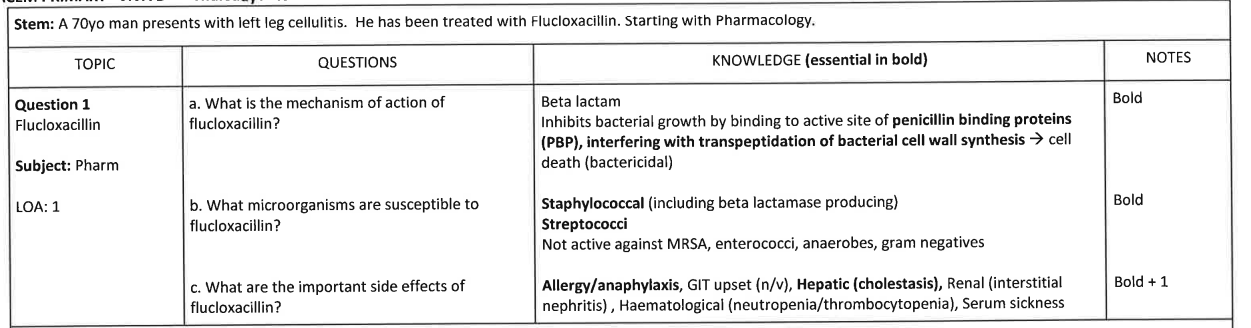 Stem: A 70yo man presents with left leg cellulitis.  He has been treated with Flucloxacillin. Starting with Pharmacology.
TOPIC
QUESTIONS
KNOWLEDGE (essential in bold)
NOTES
Question 1
Flucloxacillin
Subject: Pharm
LOA: 1
a. What is the mechanism of action of
flucloxacillin?
Beta lactam
Inhibits bacterial growth by binding to active site of penicillin binding proteins
(PBP), interfering with transpeptidation of bacterial cell wall synthesis → cell
death (bactericidal)
Bold
b. What microorganisms are susceptible to
flucloxacillin?
Staphylococcal (including beta lactamase producing)
Streptococci
Not active against MRSA, enterococci, anaerobes, gram negatives
Bold
c. What are the important side effects of
flucloxacillin?
Allergy/anaphylaxis, GIT upset (n/v), Hepatic (cholestasis), Renal (interstitial
nephritis) , Haematological (neutropenia/thrombocytopenia), Serum sickness
Bold + 1